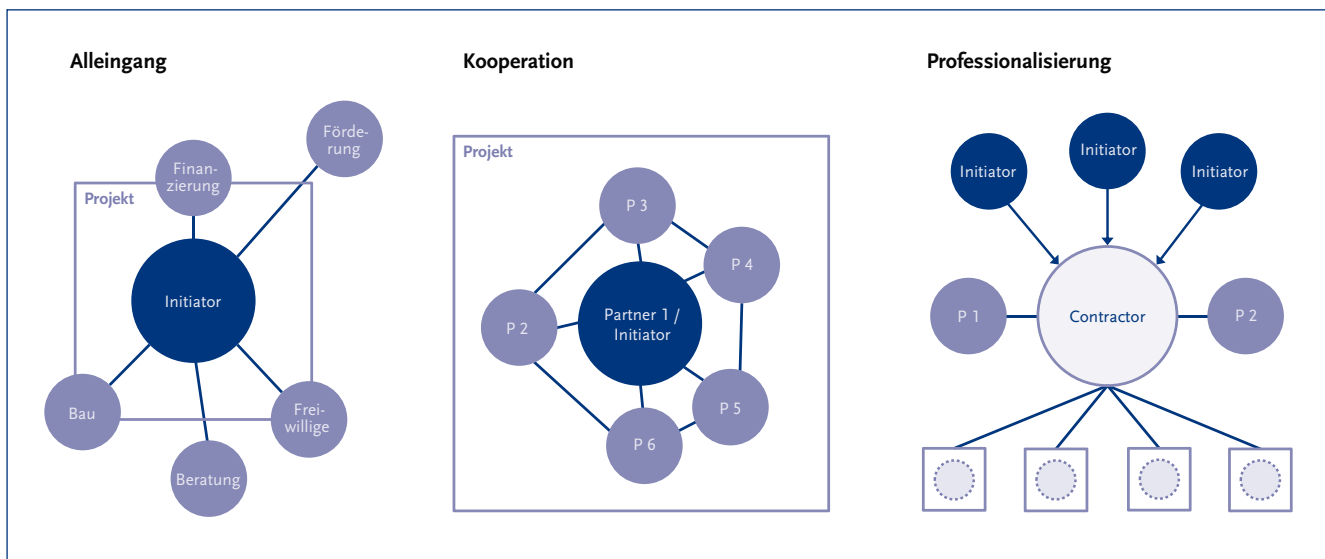 Alleingang
Förde-
rung
Finan-
zierung
Projekt
Initiator
Bau
Frei-
willige
Beratung
Kooperation
Projekt
P 3
P 4
P 2
Partner 1 /
Initiator
P 5
P 6
Professionalisierung
Initiator
Initiator
Initiator
P 1
Contractor
P 2